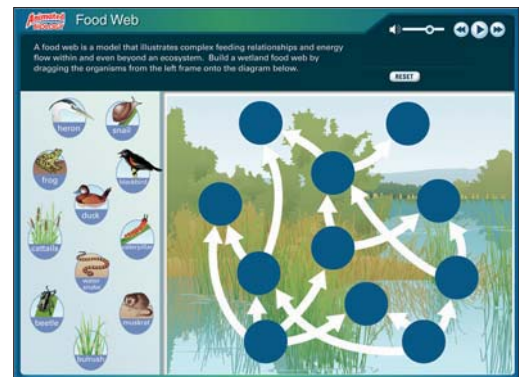 Animated
BIOLOGY
Food Web
A food web is a model that illustrates complex feeding relationships and energy
flow within and even beyond an ecosystem. Build a wetland food web by
dragging the organisms from the left frame onto the diagram below.
RESET
heron
snail
frog
blackbird
dusk
cattails
caterpillar
water
snake
beetle
muskrat
bulrush